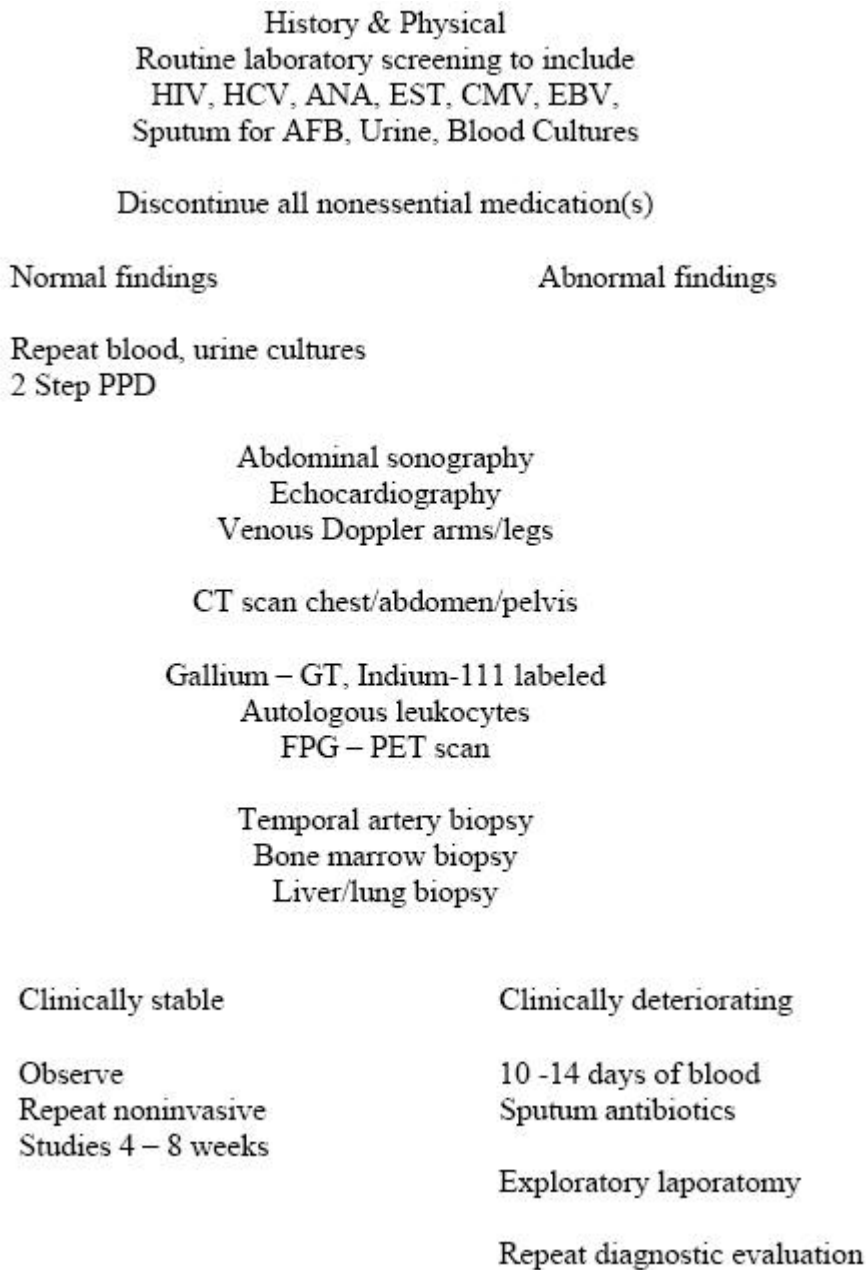 History & Physical
Routine laboratory screening to include
HIV, HCV, ANA, EST, CMV, EBV,
Sputum for AFB, Urine, Blood Cultures
Discontinue all nonessential medication(s)
Normal findings
Abnormal findings
Repeat blood, urine cultures
2 Step PPD
Abdominal sonography
Echocardiography
Venous Doppler arms/legs
CT scan chest/abdomen/pelvis
Gallium – GT, Indium-111 labeled
Autologous leukocytes
FPG – PET scan
Temporal artery biopsy
Bone marrow biopsy
Liver/lung biopsy
Clinically stable
Observe
Repeat noninvasive
Studies 4 – 8 weeks
Clinically deteriorating
10 -14 days of blood
Sputum antibiotics
Exploratory laporatomy
Repeat diagnostic evaluation